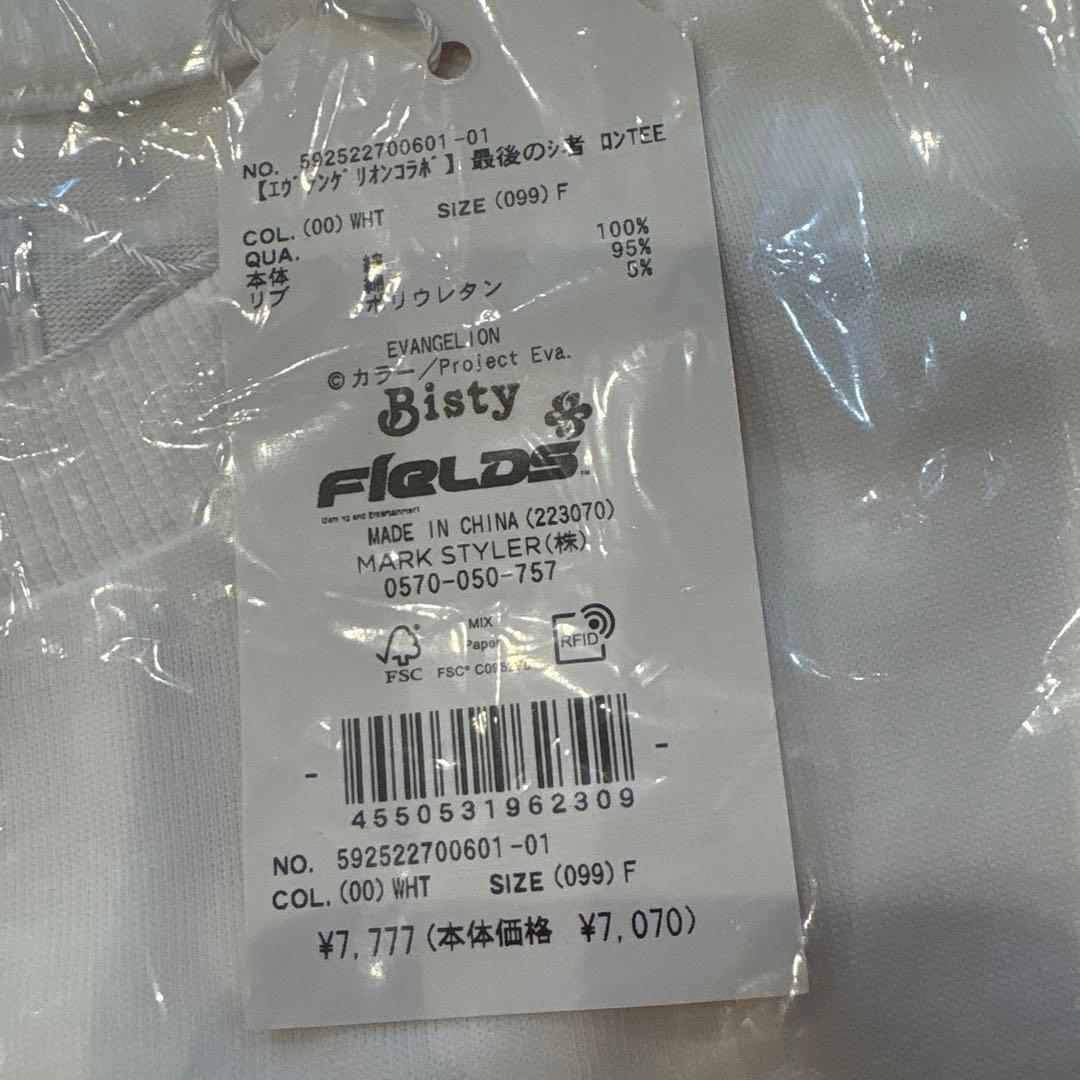 NO. 592522700601-01
【ｴｳﾞｧﾝｹﾞﾘｵﾝｺﾗﾎﾞ】 最後のｼ者 ﾛﾝTEE
COL. (00) WHT SIZE (099) F
QUA.
本体 綿 100%
リブ 綿 95%
ポリウレタン 5%
EVANGELION®
©カラー/Project Eva.
Bisty
FIELDS™
MADE IN CHINA (223070)
MARK STYLER(株)
0570-050-757
MIX
Paper
FSC
FSC®
RFID
- -
4550531962309
NO. 592522700601-01
COL. (00) WHT SIZE (099) F
¥7,777 (本体価格 ¥7,070)